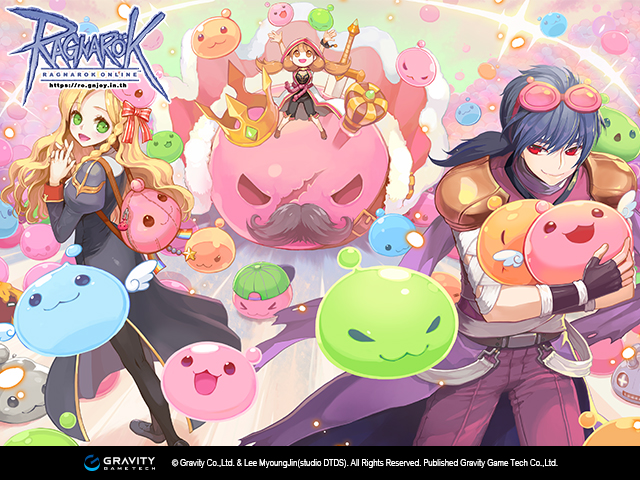 RAGNARÖK
RAGNAROK ONLINE
https://ro.gnjoy.in.th
GRAVITY
GAMETECH
© Gravity Co.,Ltd. & Lee MyoungJin(studio DTDS). All Rights Reserved. Published Gravity Game Tech Co.,Ltd.